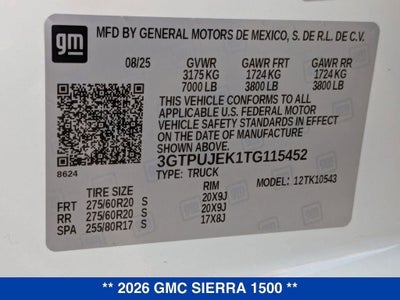 gm
MFD BY GENERAL MOTORS DE MEXICO, S. DE R.L. DE C.V.
08/25 GVWR GAWR FRT GAWR RR
3175 KG 1724 KG 1724 KG
7000 LB 3800 LB 3800 LB
THIS VEHICLE CONFORMS TO ALL
APPLICABLE U.S. FEDERAL MOTOR
VEHICLE SAFETY STANDARDS IN EFFECT
ON THE DATE OF MANUFACTURE
SHOWN ABOVE.
3GTPUJEK1TG115452
8624
TYPE: TRUCK
TIRE SIZE RIM MODEL: 12TK10543
FRT 275/60R20 S 20X9J
RR 275/60R20 S 20X9J
SPA 255/80R17 S 17X8J
** 2026 GMC SIERRA 1500 **